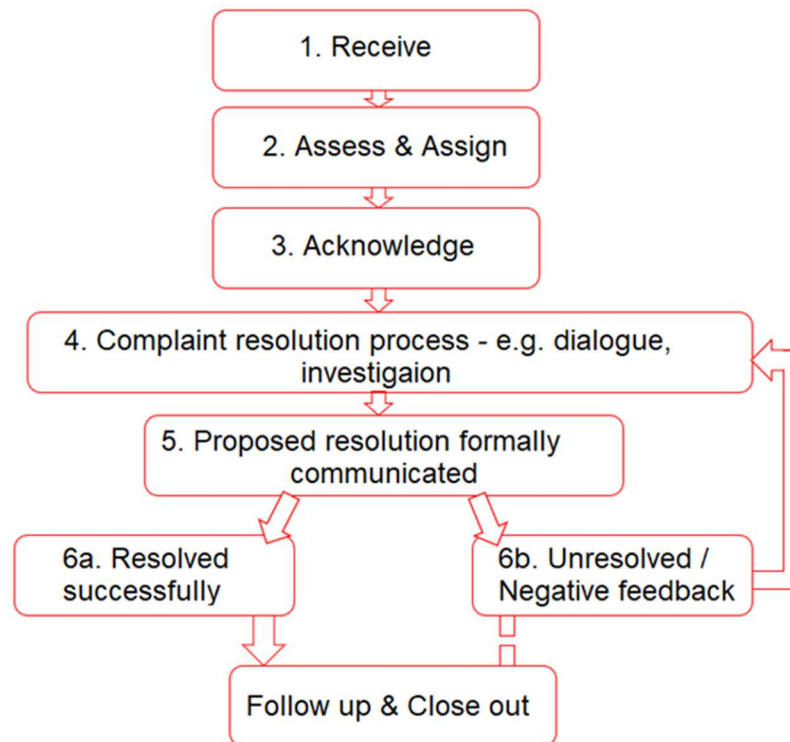 1. Receive
2. Assess & Assign
3. Acknowledge
4. Complaint resolution process - e.g. dialogue,
investigaion
5. Proposed resolution formally
communicated
6a. Resolved
successfully
6b. Unresolved /
Negative feedback
Follow up & Close out